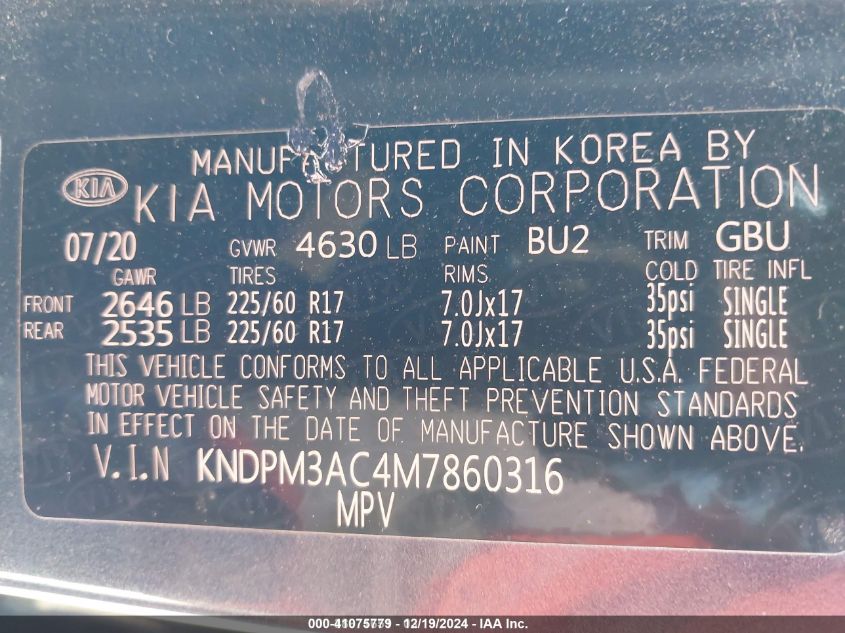 MANUFACTURED IN KOREA BY
KIA KIA MOTORS CORPORATION
07/20 GVWR 4630 LB PAINT BU2 TRIM GBU
GAWR TIRES RIMS COLD TIRE INFL
FRONT 2646 LB 225/60 R17 7.0Jx17 35psi SINGLE
REAR 2535 LB 225/60 R17 7.0Jx17 35psi SINGLE
THIS VEHICLE CONFORMS TO ALL APPLICABLE U.S.A. FEDERAL
MOTOR VEHICLE SAFETY AND THEFT PREVENTION STANDARDS
IN EFFECT ON THE DATE OF MANUFACTURE SHOWN ABOVE.
V.I.N KNDPM3AC4M7860316
MPV
000-41075779 - 12/19/2024 - IAA Inc.